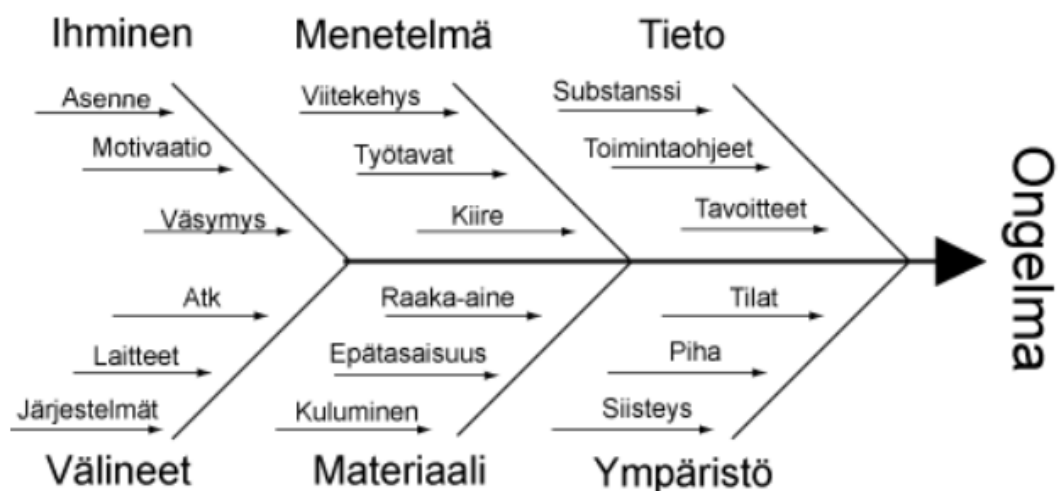 Ihminen
Menetelmä
Tieto
Asenne
Motivaatio
Väsymys
Viitekehys
Työtavat
Kiire
Substanssi
Toimintaohjeet
Tavoitteet
Ongelma
Atk
Laitteet
Järjestelmät
Raaka-aine
Epätasaisuus
Kuluminen
Tilat
Piha
Siisteys
Välineet
Materiaali
Ympäristö